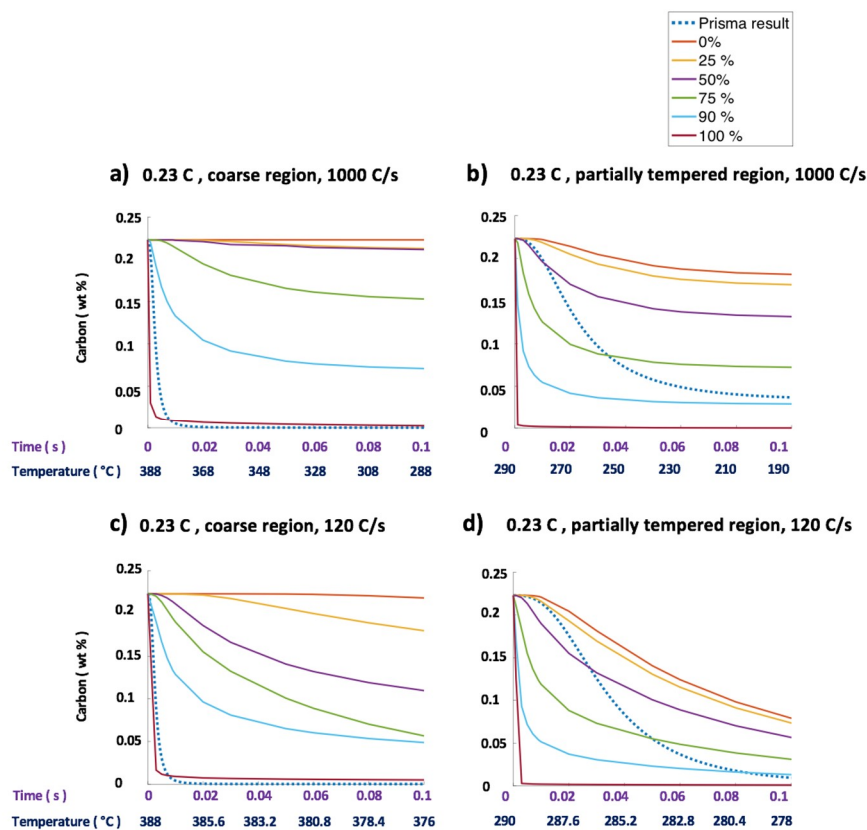 Prisma result
0%
25 %
50%
75 %
90 %
100 %
a) 0.23 C , coarse region, 1000 C/s
b) 0.23 C , partially tempered region, 1000 C/s
0.25
0.2
0.15
0.1
0.05
0
Carbon ( wt % )
0.25
0.2
0.15
0.1
0.05
0
Time ( s ) 0 0.02 0.04 0.06 0.08 0.1
0 0.02 0.04 0.06 0.08 0.1
Temperature ( °C ) 388 368 348 328 308 288
290 270 250 230 210 190
c) 0.23 C , coarse region, 120 C/s
d) 0.23 C , partially tempered region, 120 C/s
0.25
0.2
0.15
0.1
0.05
0
Carbon ( wt % )
0.25
0.2
0.15
0.1
0.05
0
Time ( s ) 0 0.02 0.04 0.06 0.08 0.1
0 0.02 0.04 0.06 0.08 0.1
Temperature ( °C ) 388 385.6 383.2 380.8 378.4 376
290 287.6 285.2 282.8 280.4 278